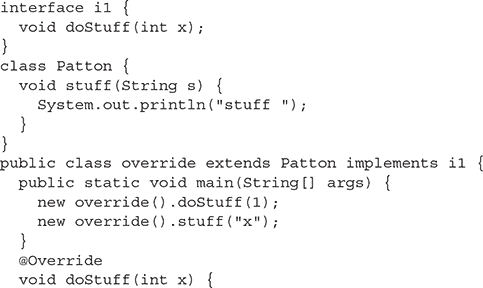 interface i1 {
  void doStuff(int x);
}
class Patton {
  void stuff(String s) {
    System.out.println("stuff ");
  }
}
public class override extends Patton implements i1 {
  public static void main(String[] args) {
    new override().doStuff(1);
    new override().stuff("x");
  }
  @Override
  void doStuff(int x) {